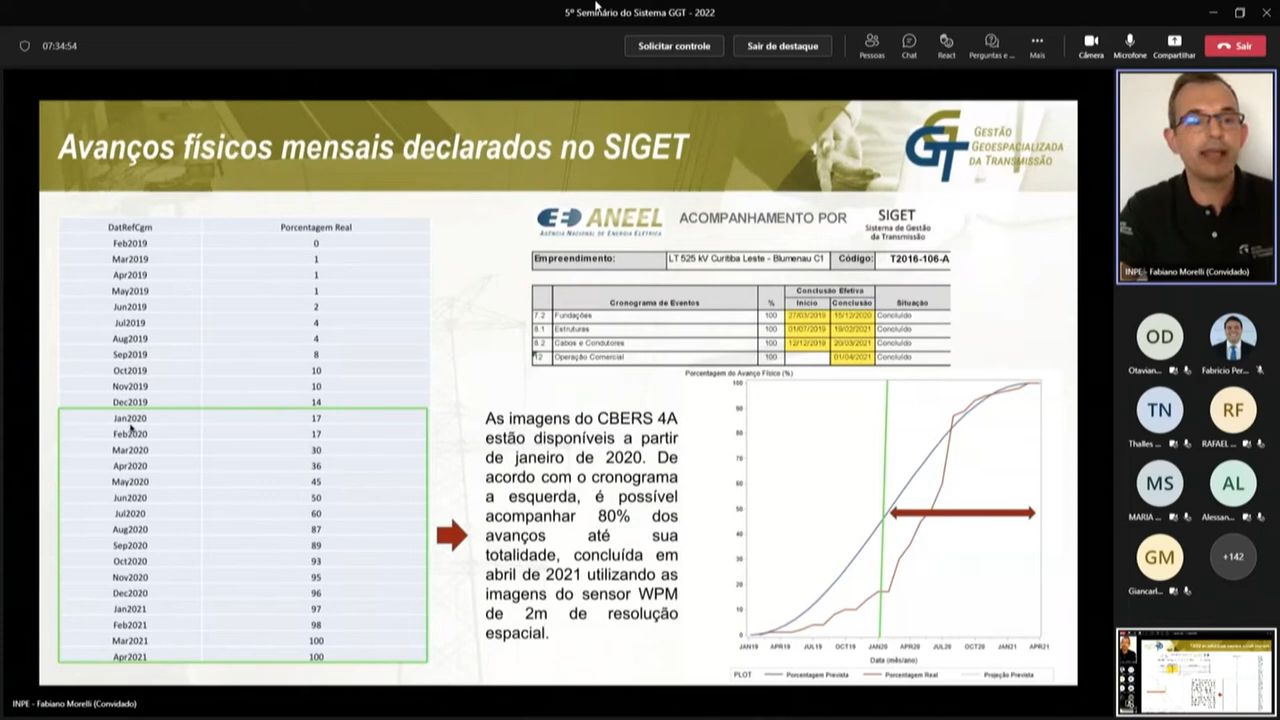 5º Seminário do Sistema GGT - 2022
07:34:54
Solicitar controle
Sair de destaque
Pessoas
Chat
React
Perguntas e ...
Mais
Câmera
Microfone
Compartilhar
Sair
Avanços físicos mensais declarados no SIGET
GGT
GESTÃO
GEOESPACIALIZADA
DA TRANSMISSÃO
DatRefCgm Porcentagem Real
Feb2019 0
Mar2019 1
Apr2019 1
May2019 1
Jun2019 2
Jul2019 4
Aug2019 4
Sep2019 8
Oct2019 10
Nov2019 10
Dec2019 14
Jan2020 17
Feb2020 17
Mar2020 30
Apr2020 36
May2020 45
Jun2020 50
Jul2020 60
Aug2020 87
Sep2020 89
Oct2020 93
Nov2020 95
Dec2020 96
Jan2021 97
Feb2021 98
Mar2021 100
Apr2021 100
ANEEL
AGÊNCIA NACIONAL DE ENERGIA ELÉTRICA
ACOMPANHAMENTO POR
SIGET
Sistema de Gestão
da Transmissão
Empreendimento: LT 525 kV Curitiba Leste - Blumenau C1 Código: T2016-106-A
Conclusão Efetiva
Cronograma de Eventos % Início Conclusão Situação
7.2 Fundações 100 27/03/2019 15/12/2020 Concluído
8.1 Estruturas 100 01/07/2019 19/02/2021 Concluído
8.2 Cabos e Condutores 100 12/12/2019 20/03/2021 Concluído
12 Operação Comercial 100 01/04/2021 Concluído
As imagens do CBERS 4A
estão disponíveis a partir
de janeiro de 2020. De
acordo com o cronograma
a esquerda, é possível
acompanhar 80% dos
avanços até sua
totalidade, concluída em
abril de 2021 utilizando as
imagens do sensor WPM
de 2m de resolução
espacial.
Porcentagem do Avanço Físico (%)
100
90
80
70
60
50
40
30
20
10
0
JAN19 APR19 JUL19 OCT19 JAN20 APR20 JUL20 OCT20 JAN21 APR21
Data (mês/ano)
PLOT Porcentagem Prevista Porcentagem Real Projeção Prevista
INPE - Fabiano Morelli (Convidado)
OD
Otavian...
Fabricio Per...
TN
Thalles ...
RF
RAFAEL ...
MS
MARIA ...
AL
Alessan...
GM
Giancarl...
+142
INPE - Fabiano Morelli (Convidado)